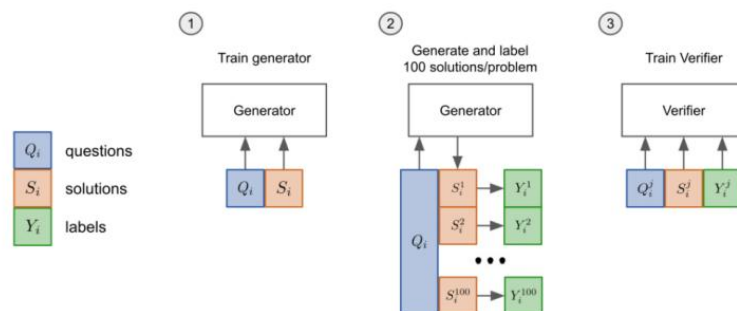 1
Train generator
Generator
Q_i S_i
2
Generate and label
100 solutions/problem
Generator
Q_i
S_i^1 Y_i^1
S_i^2 Y_i^2
•••
S_i^100 Y_i^100
3
Train Verifier
Verifier
Q_i^j S_i^j Y_i^j
Q_i questions
S_i solutions
Y_i labels